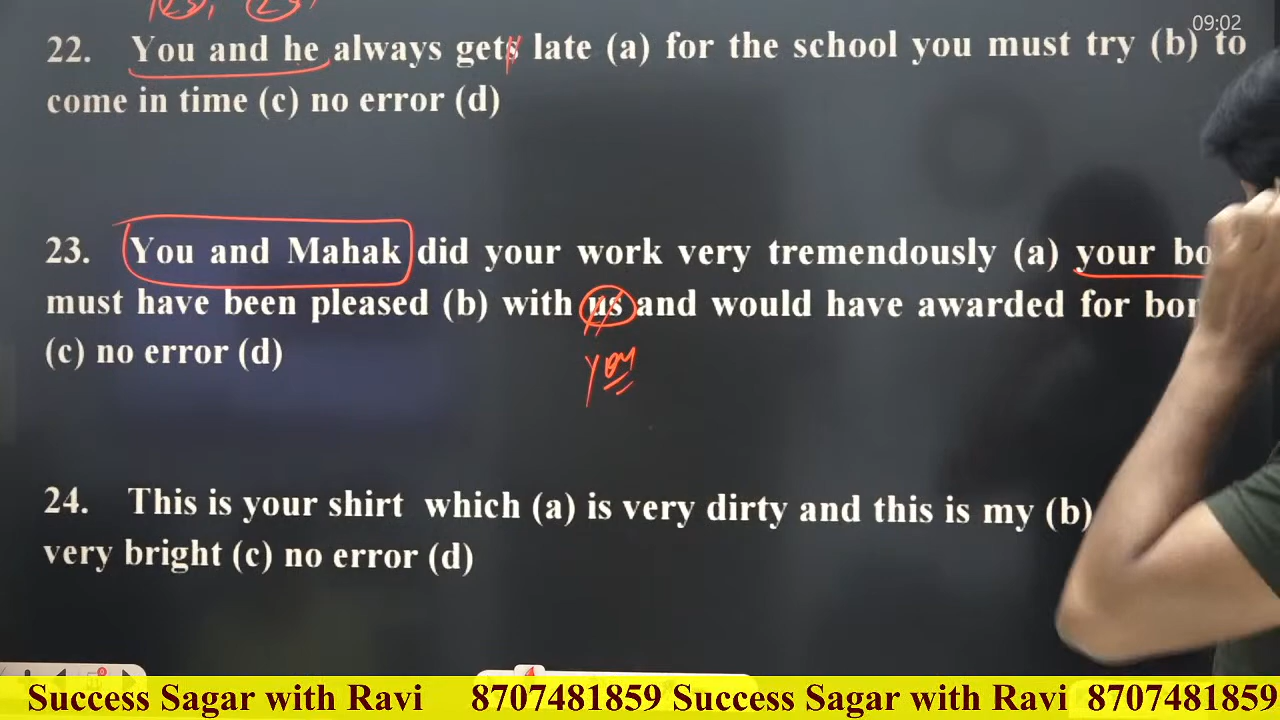 09:02
22. You and he always gets late (a) for the school you must try (b) to
come in time (c) no error (d)
23. You and Mahak did your work very tremendously (a) your
must have been pleased (b) with us and would have awarded for
you
(c) no error (d)
24. This is your shirt which (a) is very dirty and this is my (b)
very bright (c) no error (d)
Success Sagar with Ravi 8707481859 Success Sagar with Ravi 8707481859